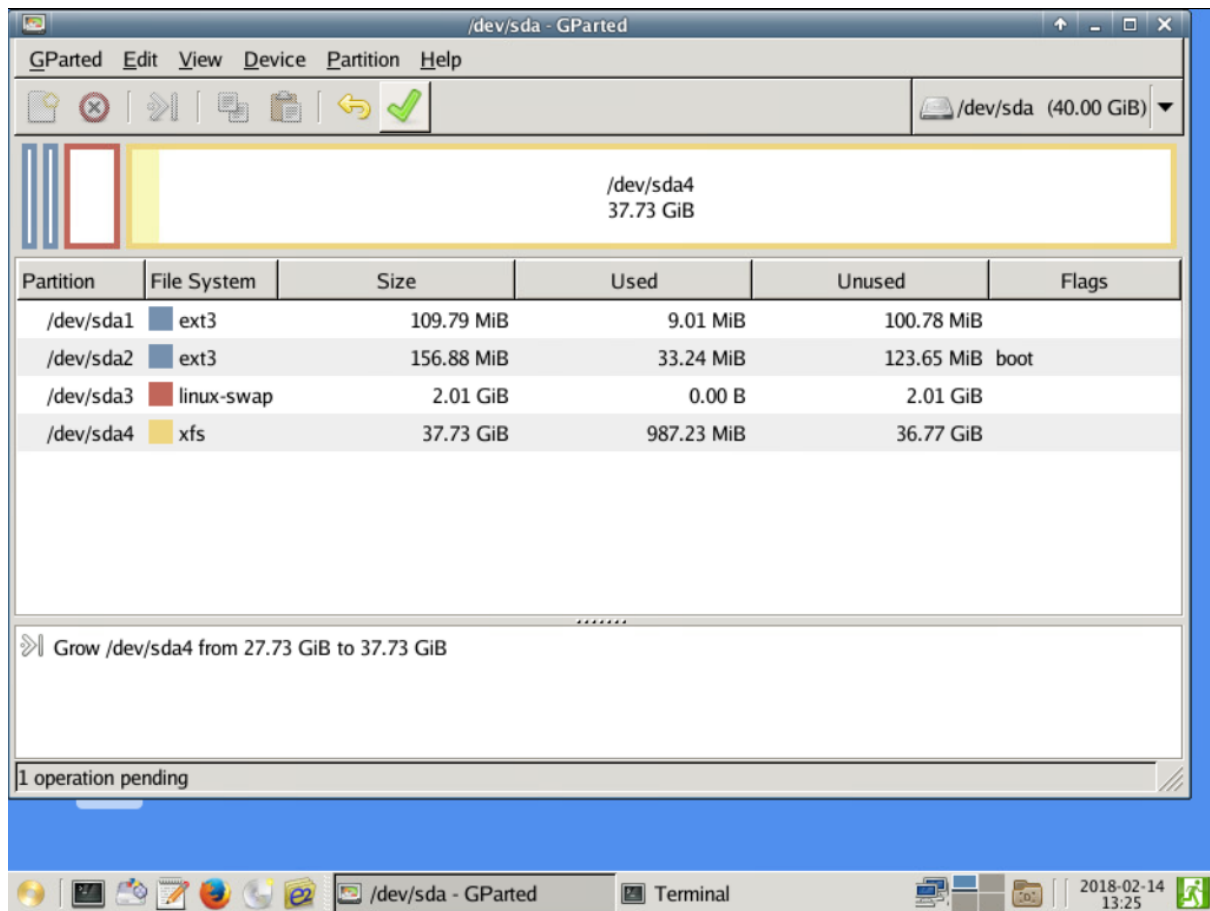 /dev/sda - GParted
GParted Edit View Device Partition Help
/dev/sda (40.00 GiB)
/dev/sda4
37.73 GiB
Partition File System Size Used Unused Flags
/dev/sda1 ext3 109.79 MiB 9.01 MiB 100.78 MiB
/dev/sda2 ext3 156.88 MiB 33.24 MiB 123.65 MiB boot
/dev/sda3 linux-swap 2.01 GiB 0.00 B 2.01 GiB
/dev/sda4 xfs 37.73 GiB 987.23 MiB 36.77 GiB
Grow /dev/sda4 from 27.73 GiB to 37.73 GiB
1 operation pending
/dev/sda - GParted Terminal 2018-02-14
13:25